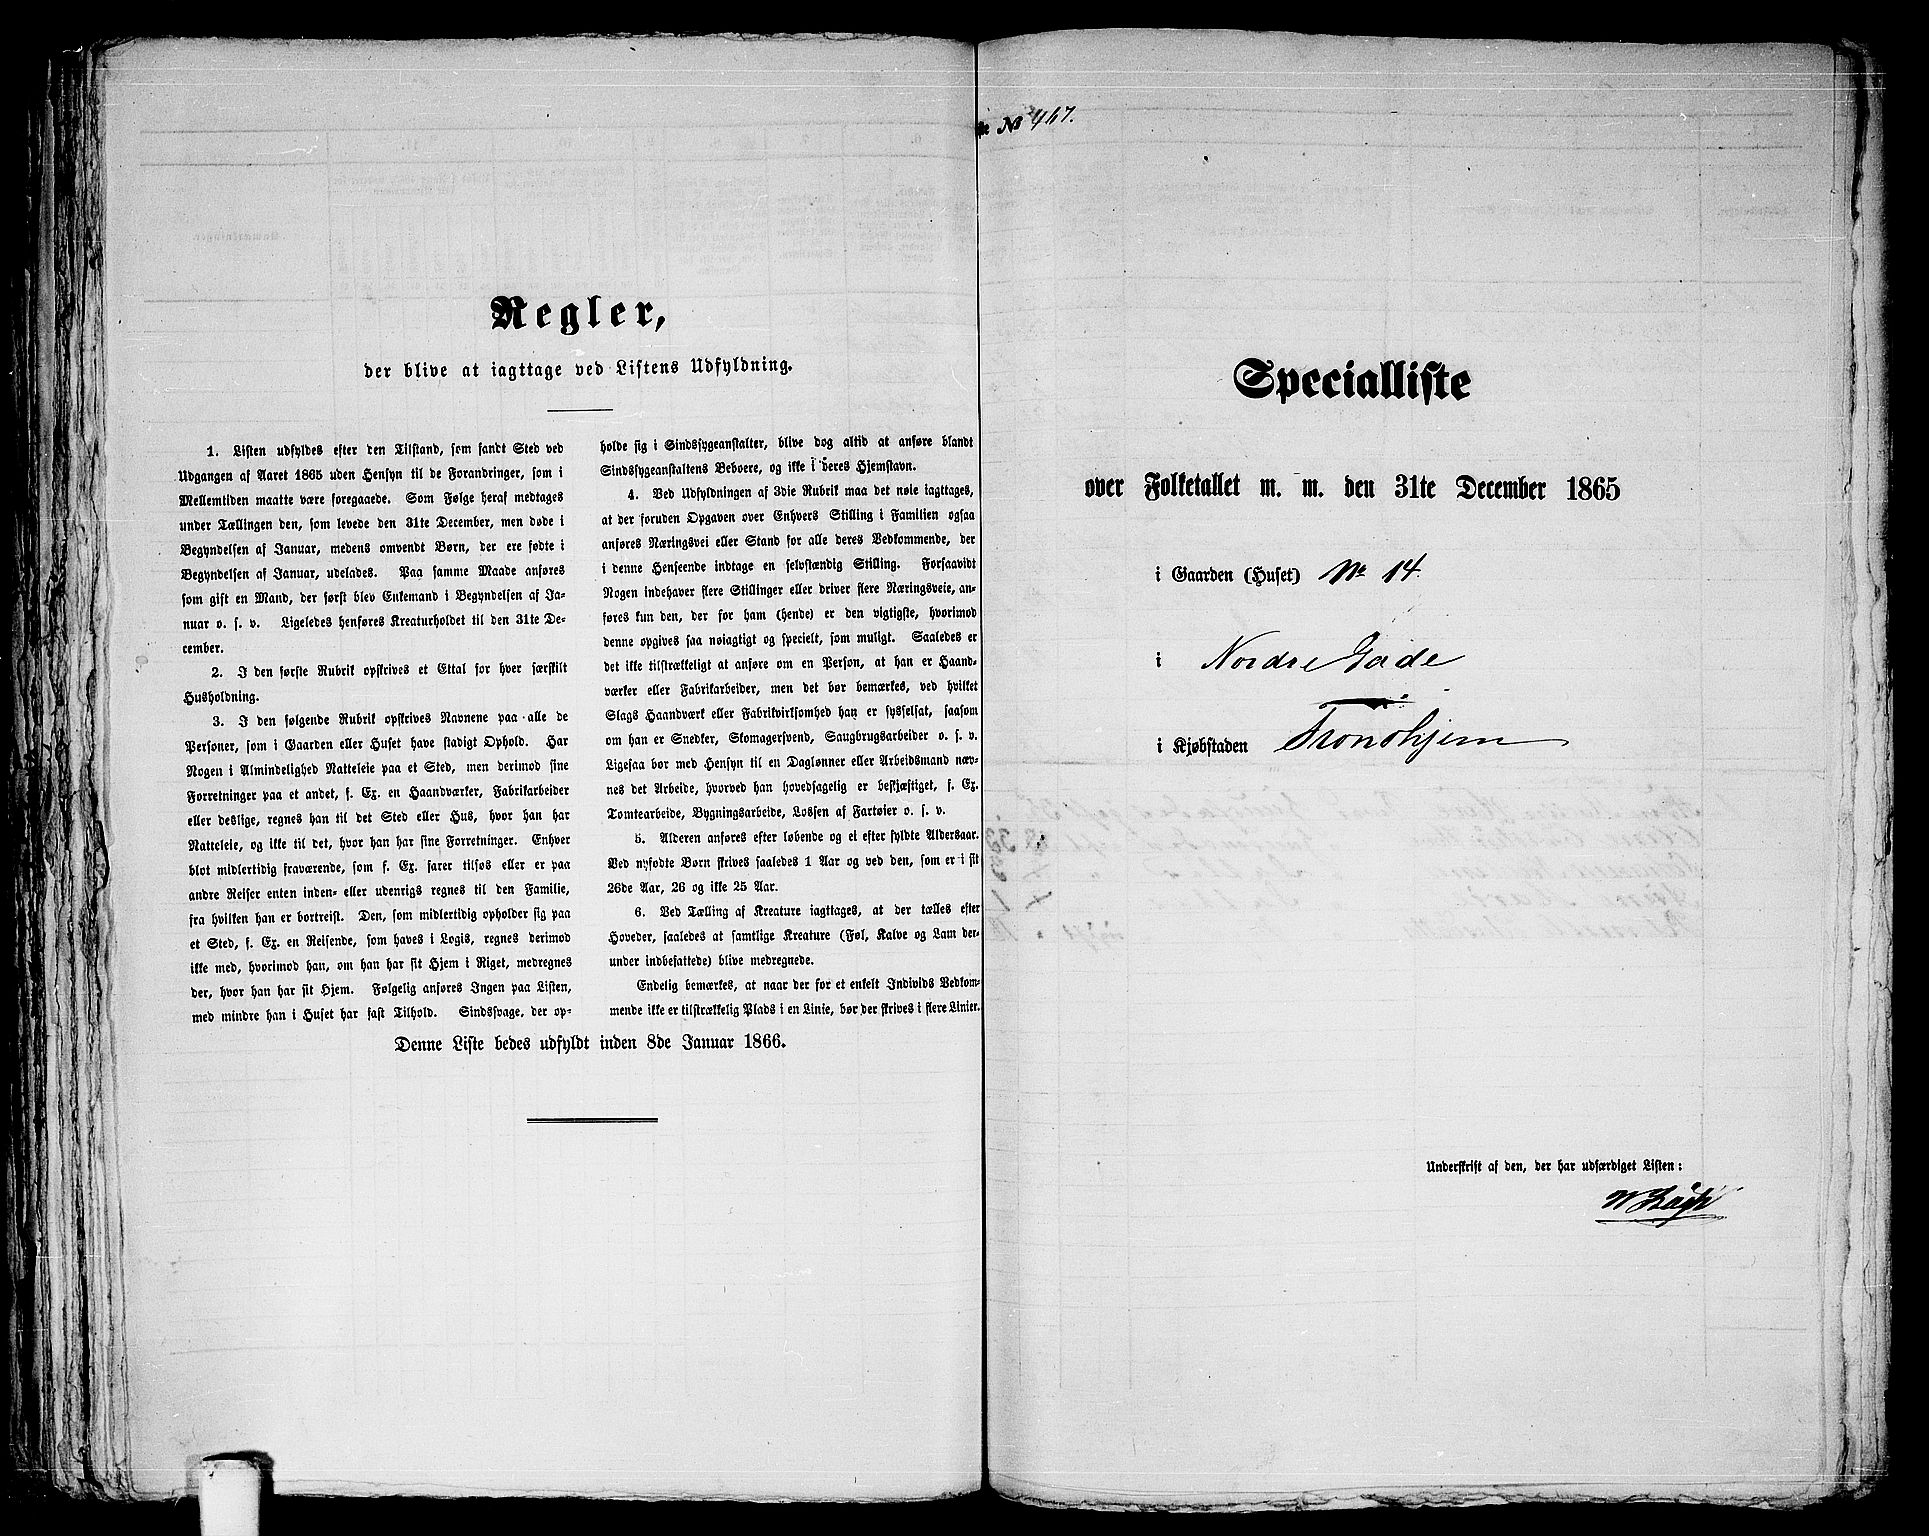 Regler,
der blive at iagttage ved Listens Udfyldning.
1. Listen udfyldes efter den Tilstand, som fandt Sted ved
Udgangen af Aaret 1865 uden Hensyn til de Forandringer, som i
Mellemtiden maatte være foregaaede. Som Følge heraf medtages
under Tællingen den, som levede den 31te December, men døde i
Begyndelsen af Januar, medens omvendt Børn, der ere fødte i
Begyndelsen af Januar, udelades. Paa samme Maade anføres
som gift en Mand, der først blev Enkemand i Begyndelsen af Ja-
nuar o. s. v. Ligeledes henføres Kreaturholdet til den 31te De-
cember.
2. I den første Rubrik opskrives et Ettal for hver særskilt
Husholdning.
3. I den følgende Rubrik opskrives Navnene paa alle de
Personer, som i Gaarden eller Huset have stadigt Ophold. Har
Nogen i Almindelighed Natteleie paa et Sted, men derimod sine
Forretninger paa et andet, f. Ex. en Haandværker, Fabrikarbeider
eller deslige, regnes han til det Sted eller Hus, hvor han har
Natteleie, og ikke til det, hvor han har sine Forretninger. Enhver
blot midlertidig fraværende, som f. Ex. farer tilsøs eller er paa
andre Reiser enten inden- eller udenrigs regnes til den Familie,
fra hvilken han er bortreist. Den, som midlertidig opholder sig paa
et Sted, f. Ex. en Reisende, som haves i Logis, regnes derimod
ikke med, hvorimod han, om han har sit Hjem i Riget, medregnes
der, hvor han har sit Hjem. Følgelig anføres Ingen paa Listen,
med mindre han i Huset har fast Tilhold. Sindssvage, der op-
holde sig i Sindssygeanstalter, blive dog altid at anføre blandt
Sindssygeanstaltens Beboere, og ikke i deres Hjemstavn.
4. Ved Udfyldningen af 3die Rubrik maa det nøie iagttages,
at der foruden Opgaven over Enhvers Stilling i Familien ogsaa
anføres Næringsvei eller Stand for alle deres Vedkommende, der
i denne Henseende indtage en selvstændig Stilling. Forsaavidt
Nogen indehaver flere Stillinger eller driver flere Næringsveie, an-
føres kun den, der for ham (hende) er den vigtigste, hvorimod
denne opgives saa nøiagtigt og specielt, som muligt. Saaledes er
det ikke tilstrækkeligt at anføre om en Person, at han er Haand-
værker eller Fabrikarbeider, men det bør bemærkes, ved hvilket
Slags Haandværk eller Fabrikvirksomhed han er sysselsat, saasom
om han er Snedker, Skomagersvend, Saugbrugsarbeider o. s. v.
Ligesaa bør med Hensyn til en Daglønner eller Arbeidsmand næv-
nes det Arbeide, hvorved han hovedsagelig er beskjæftiget, f. Ex.
Tomtearbeide, Bygningsarbeide, Lossen af Fartøier o. s. v.
5. Alderen anføres efter løbende og ei efter fyldte Aldersaar.
Ved nyfødte Børn skrives saaledes 1 Aar og ved den, som er i sit
26de Aar, 26 og ikke 25 Aar.
6. Ved Tælling af Kreature iagttages, at der tælles efter
Hoveder, saaledes at samtlige Kreature (Føl, Kalve og Lam der-
under indbefattede) blive medregnede.
Endelig bemærkes, at naar der for et enkelt Individs Vedkom-
mende ikke er tilstrækkelig Plads i en Linie, bør der skrives i flere Linier.
Denne Liste bedes udfyldt inden 8de Januar 1866.
№ 467.
Specialliste
over Folketallet m. m. den 31te December 1865
i Gaarden (Huset) No 14.
i Nordre Gade
i Kjøbstaden Trondhjem
Underskrift af den, der har udfærdiget Listen: